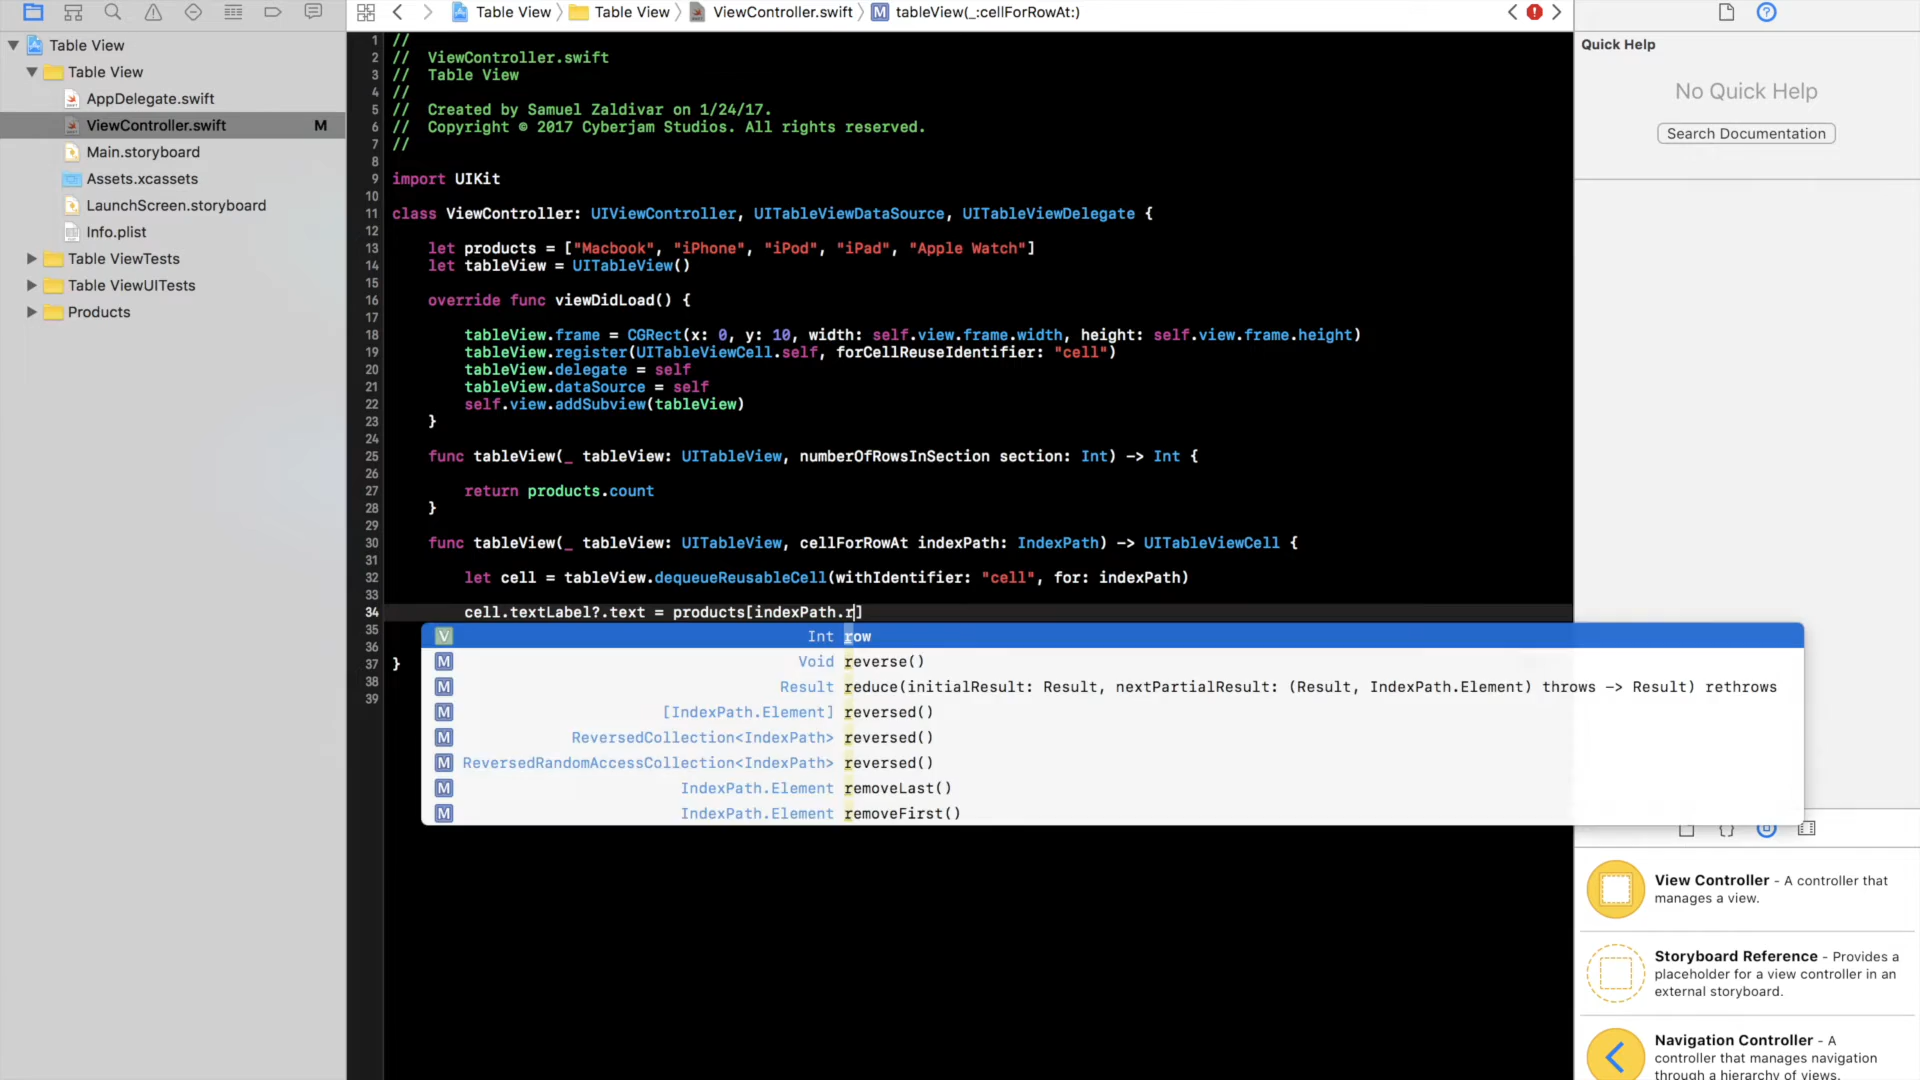 Table View
Table View
ViewController.swift
M tableView(_:cellForRowAt:)
Table View
Table View
AppDelegate.swift
ViewController.swift M
Main.storyboard
Assets.xcassets
LaunchScreen.storyboard
Info.plist
Table ViewTests
Table ViewUITests
Products
1 //
2 // ViewController.swift
3 // Table View
4 //
5 // Created by Samuel Zaldivar on 1/24/17.
6 // Copyright © 2017 Cyberjam Studios. All rights reserved.
7 //
8
9 import UIKit
10
11 class ViewController: UIViewController, UITableViewDataSource, UITableViewDelegate {
12
13 let products = ["Macbook", "iPhone", "iPod", "iPad", "Apple Watch"]
14 let tableView = UITableView()
15
16 override func viewDidLoad() {
17
18 tableView.frame = CGRect(x: 0, y: 10, width: self.view.frame.width, height: self.view.frame.height)
19 tableView.register(UITableViewCell.self, forCellReuseIdentifier: "cell")
20 tableView.delegate = self
21 tableView.dataSource = self
22 self.view.addSubview(tableView)
23 }
24
25 func tableView(_ tableView: UITableView, numberOfRowsInSection section: Int) -> Int {
26
27 return products.count
28 }
29
30 func tableView(_ tableView: UITableView, cellForRowAt indexPath: IndexPath) -> UITableViewCell {
31
32 let cell = tableView.dequeueReusableCell(withIdentifier: "cell", for: indexPath)
33
34 cell.textLabel?.text = products[indexPath.r]
35
36
37 }
38
39
V Int row
M Void reverse()
M Result reduce(initialResult: Result, nextPartialResult: (Result, IndexPath.Element) throws -> Result) rethrows
M [IndexPath.Element] reversed()
M ReversedCollection<IndexPath> reversed()
M ReversedRandomAccessCollection<IndexPath> reversed()
M IndexPath.Element removeLast()
M IndexPath.Element removeFirst()
Quick Help
No Quick Help
Search Documentation
View Controller - A controller that
manages a view.
Storyboard Reference - Provides a
placeholder for a view controller in an
external storyboard.
Navigation Controller - A
controller that manages navigation
through a hierarchy of views.